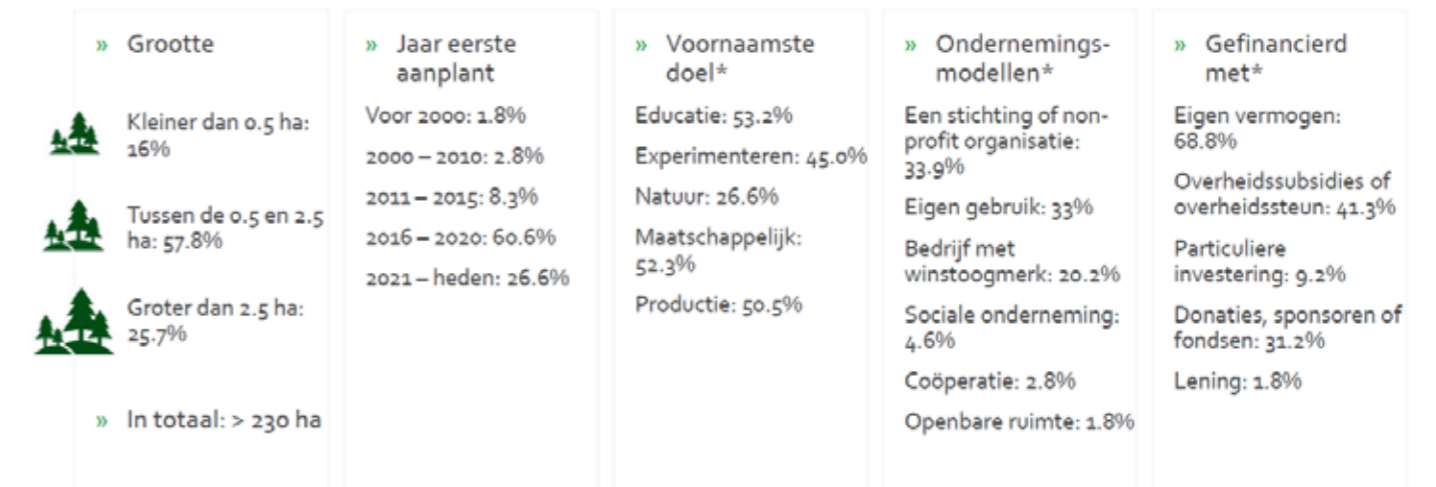 » Grootte
Kleiner dan 0.5 ha:
16%
Tussen de 0.5 en 2.5
ha: 57.8%
Groter dan 2.5 ha:
25.7%
» In totaal: > 230 ha
» Jaar eerste
aanplant
Voor 2000: 1.8%
2000 – 2010: 2.8%
2011 – 2015: 8.3%
2016 – 2020: 60.6%
2021 – heden: 26.6%
» Voornaamste
doel*
Educatie: 53.2%
Experimenteren: 45.0%
Natuur: 26.6%
Maatschappelijk:
52.3%
Productie: 50.5%
» Ondernemings-
modellen*
Een stichting of non-
profit organisatie:
33.9%
Eigen gebruik: 33%
Bedrijf met
winstoogmerk: 20.2%
Sociale onderneming:
4.6%
Coöperatie: 2.8%
Openbare ruimte: 1.8%
» Gefinancierd
met*
Eigen vermogen:
68.8%
Overheidssubsidies of
overheidssteun: 41.3%
Particuliere
investering: 9.2%
Donaties, sponsoren of
fondsen: 31.2%
Lening: 1.8%